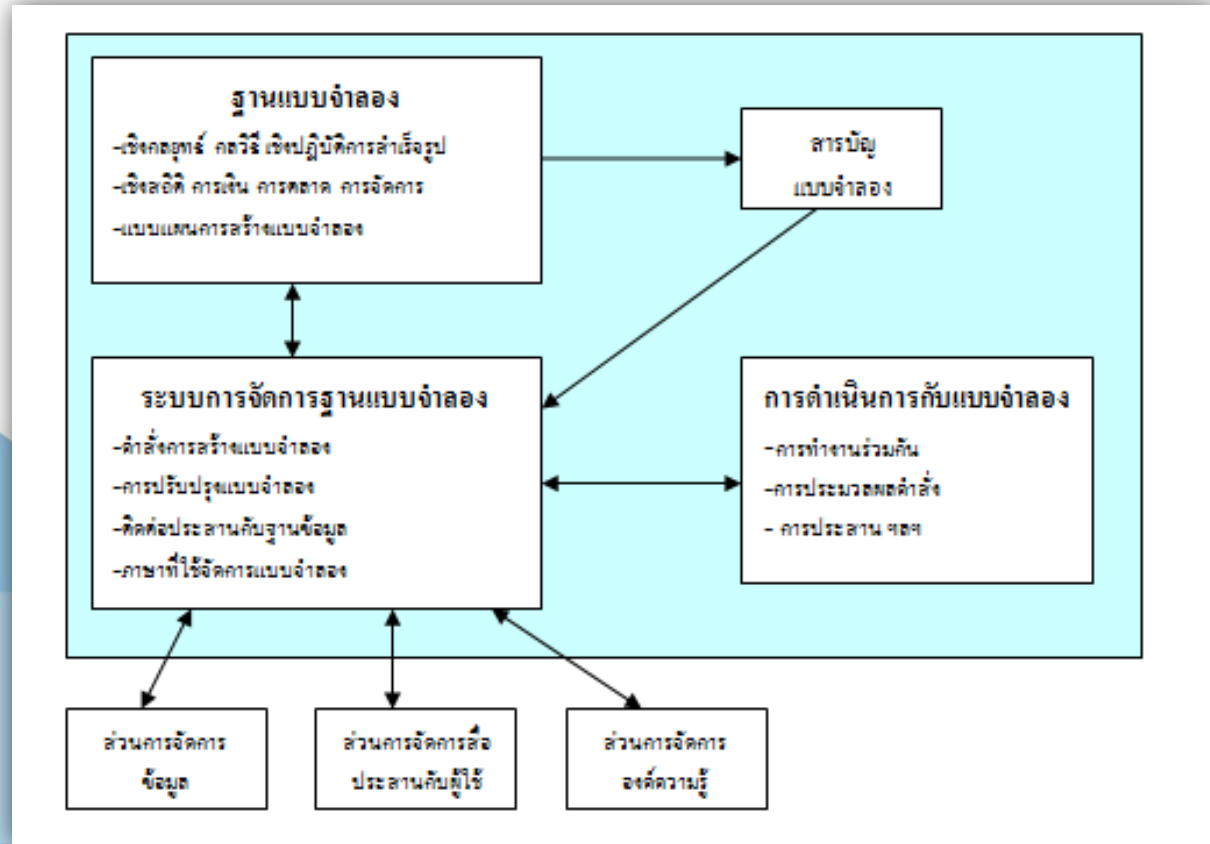 ฐานแบบจำลอง
-เชิงกลยุทธ์ กลวิธี เชิงปฏิบัติการสำเร็จรูป
-เชิงสถิติ การเงิน การตลาด การจัดการ
-แบบแผนการสร้างแบบจำลอง
สารบัญ
แบบจำลอง
ระบบการจัดการฐานแบบจำลอง
-คำสั่งการสร้างแบบจำลอง
-การปรับปรุงแบบจำลอง
-ติดต่อประสานกับฐานข้อมูล
-ภาษาที่ใช้จัดการแบบจำลอง
การดำเนินการกับแบบจำลอง
-การทำงานร่วมกัน
-การประมวลผลคำสั่ง
- การประสาน ฯลฯ
ส่วนการจัดการ
ข้อมูล
ส่วนการจัดการสื่อ
ประสานกับผู้ใช้
ส่วนการจัดการ
องค์ความรู้